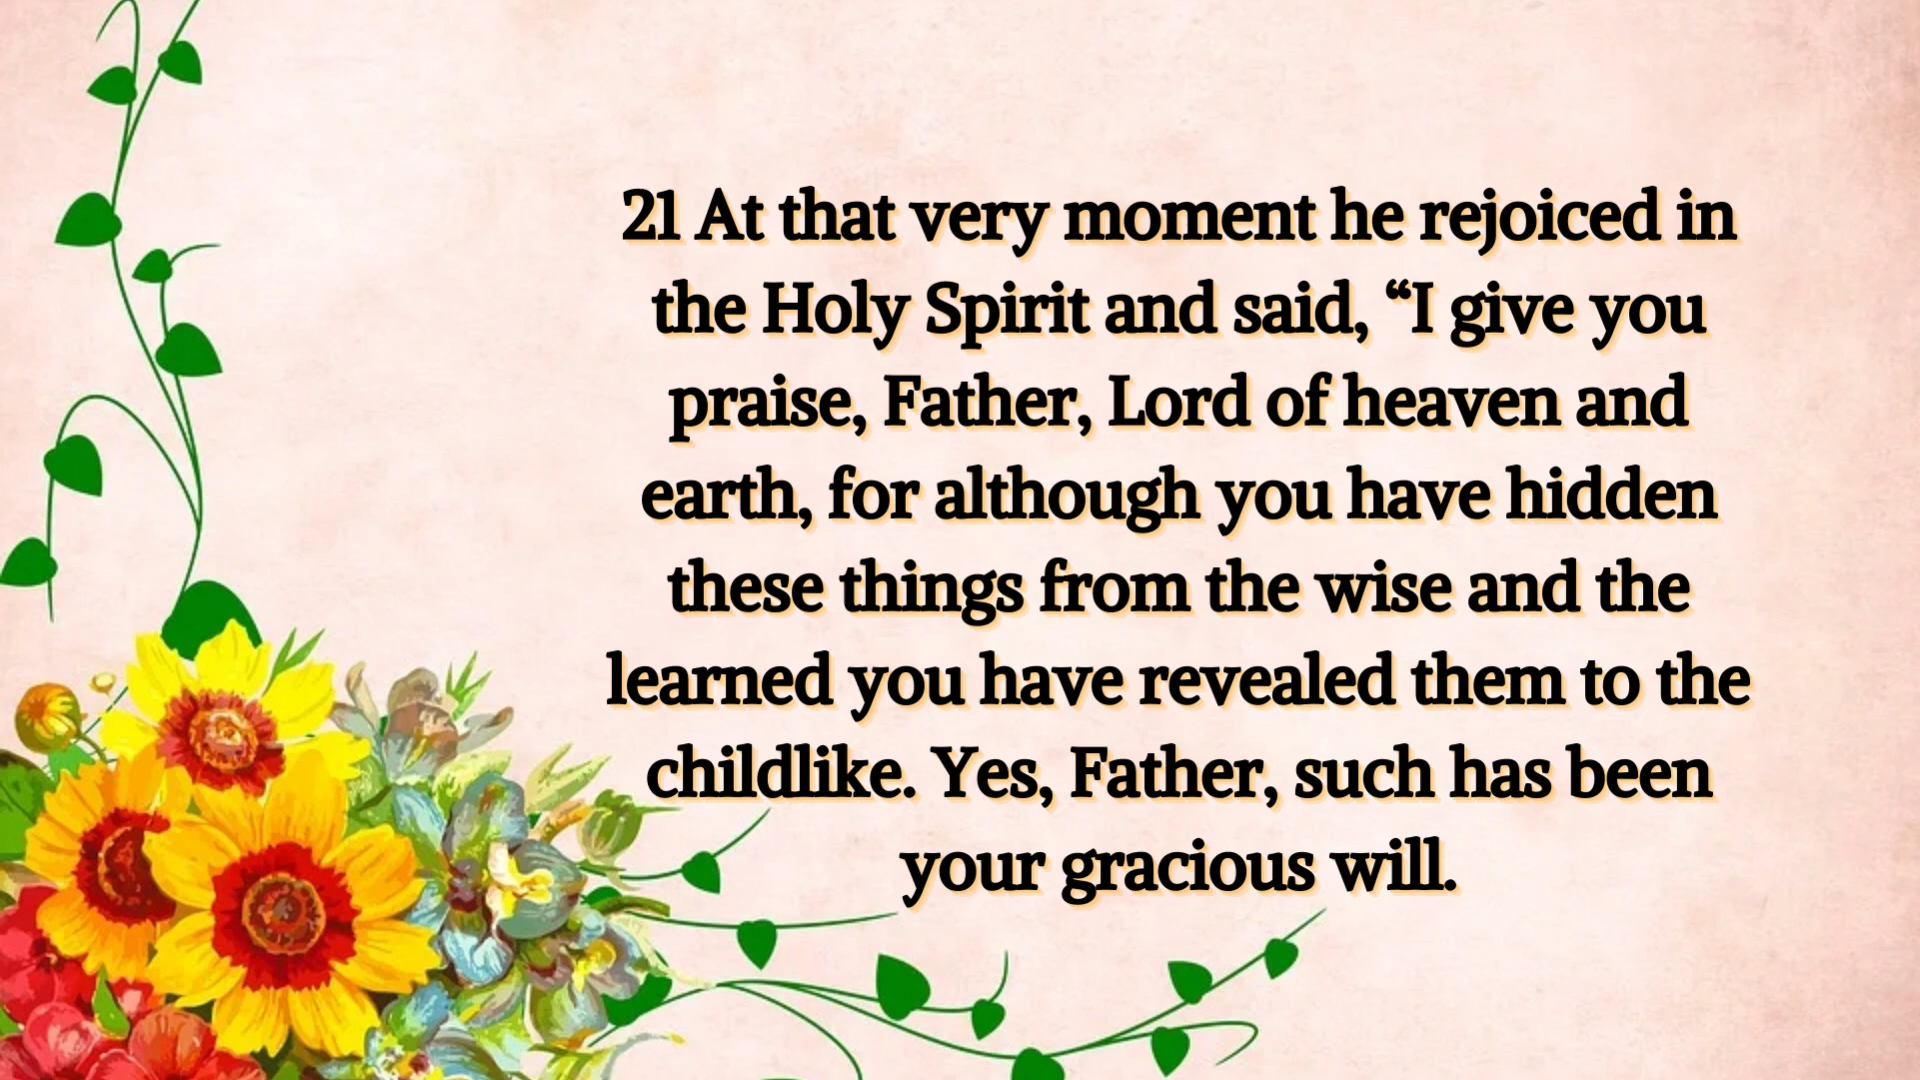 21 At that very moment he rejoiced in
the Holy Spirit and said, “I give you
praise, Father, Lord of heaven and
earth, for although you have hidden
these things from the wise and the
learned you have revealed them to the
childlike. Yes, Father, such has been
your gracious will.